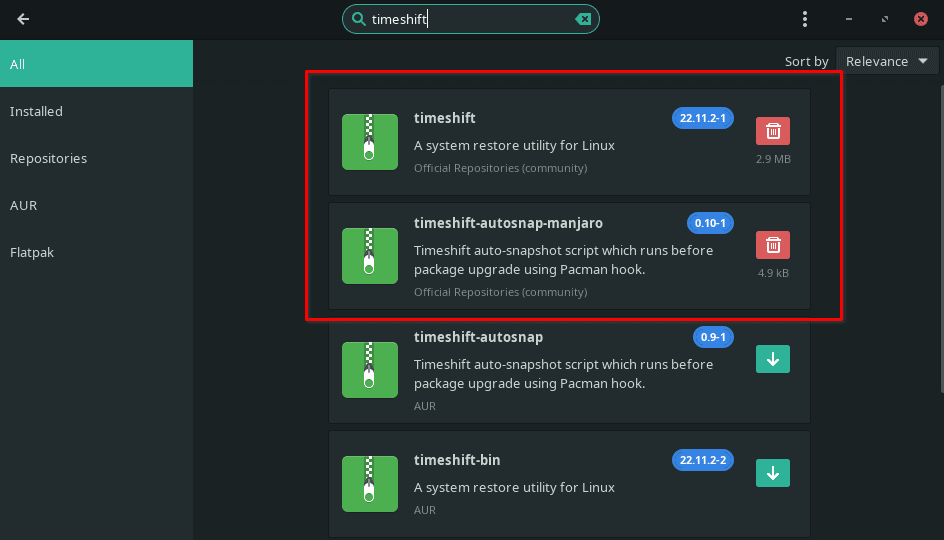 timeshift
All
Installed
Repositories
AUR
Flatpak
Sort by Relevance
timeshift 22.11.2-1
A system restore utility for Linux
Official Repositories (community)
2.9 MB
timeshift-autosnap-manjaro 0.10-1
Timeshift auto-snapshot script which runs before
package upgrade using Pacman hook.
Official Repositories (community)
4.9 kB
timeshift-autosnap 0.9-1
Timeshift auto-snapshot script which runs before
package upgrade using Pacman hook.
AUR
timeshift-bin 22.11.2-2
A system restore utility for Linux
AUR